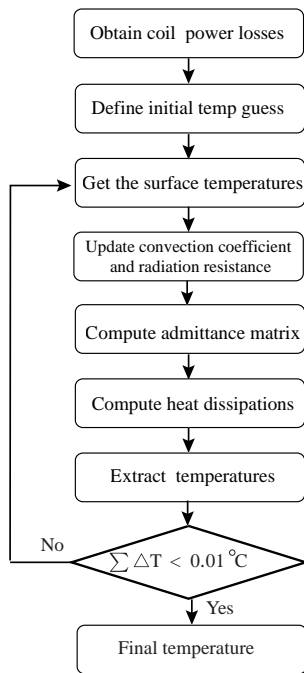 Obtain coil power losses
Define initial temp guess
Get the surface temperatures
Update convection coefficient
and radiation resistance
Compute admittance matrix
Compute heat dissipations
Extract temperatures
No
∑ △T < 0.01 °C
Yes
Final temperature